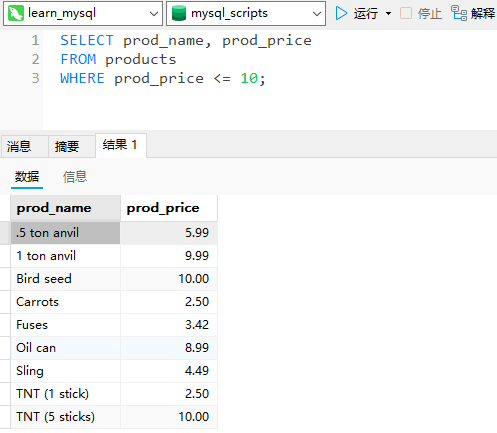 learn_mysql mysql_scripts 运行 停止 解释
1 SELECT prod_name, prod_price
2 FROM products
3 WHERE prod_price <= 10;
消息 摘要 结果 1
数据 信息
prod_name prod_price
.5 ton anvil 5.99
1 ton anvil 9.99
Bird seed 10.00
Carrots 2.50
Fuses 3.42
Oil can 8.99
Sling 4.49
TNT (1 stick) 2.50
TNT (5 sticks) 10.00